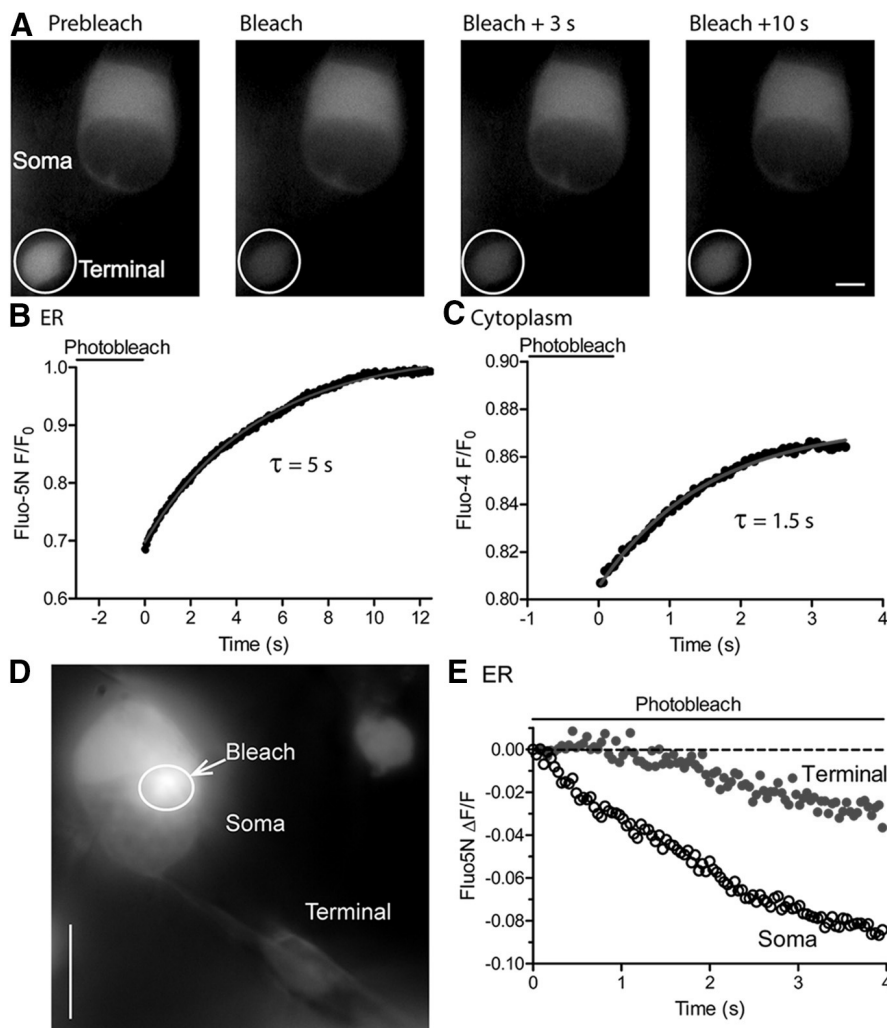 A
Prebleach
Bleach
Bleach + 3 s
Bleach +10 s
Soma
Terminal
B ER
Photobleach
Fluo-5N F/F0
1.0
0.9
0.8
0.7
0.6
τ = 5 s
-2 0 2 4 6 8 10 12
Time (s)
C Cytoplasm
Photobleach
Fluo-4 F/F0
0.90
0.88
0.86
0.84
0.82
0.80
τ = 1.5 s
-1 0 1 2 3 4
Time (s)
D
Bleach
Soma
Terminal
E ER
Photobleach
Fluo5N ΔF/F
0.00
-0.02
-0.04
-0.06
-0.08
-0.10
Terminal
Soma
0 1 2 3 4
Time (s)